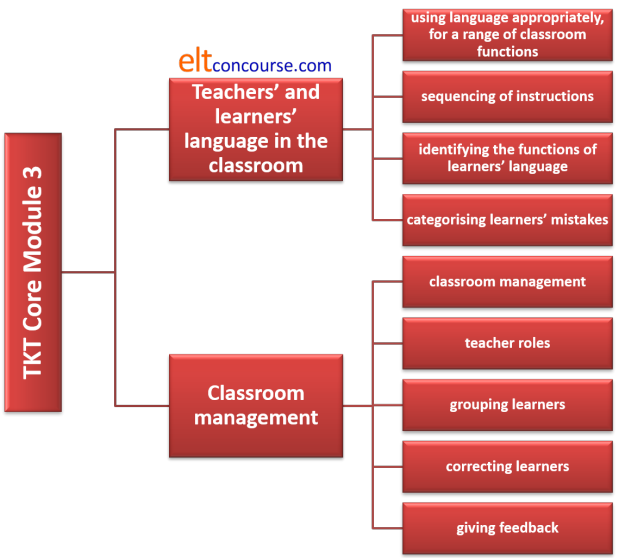 TKT Core Module 3
eltconcourse.com
Teachers’ and
learners’
language in the
classroom
using language appropriately,
for a range of classroom
functions
sequencing of instructions
identifying the functions of
learners’ language
categorising learners’ mistakes
Classroom
management
classroom management
teacher roles
grouping learners
correcting learners
giving feedback